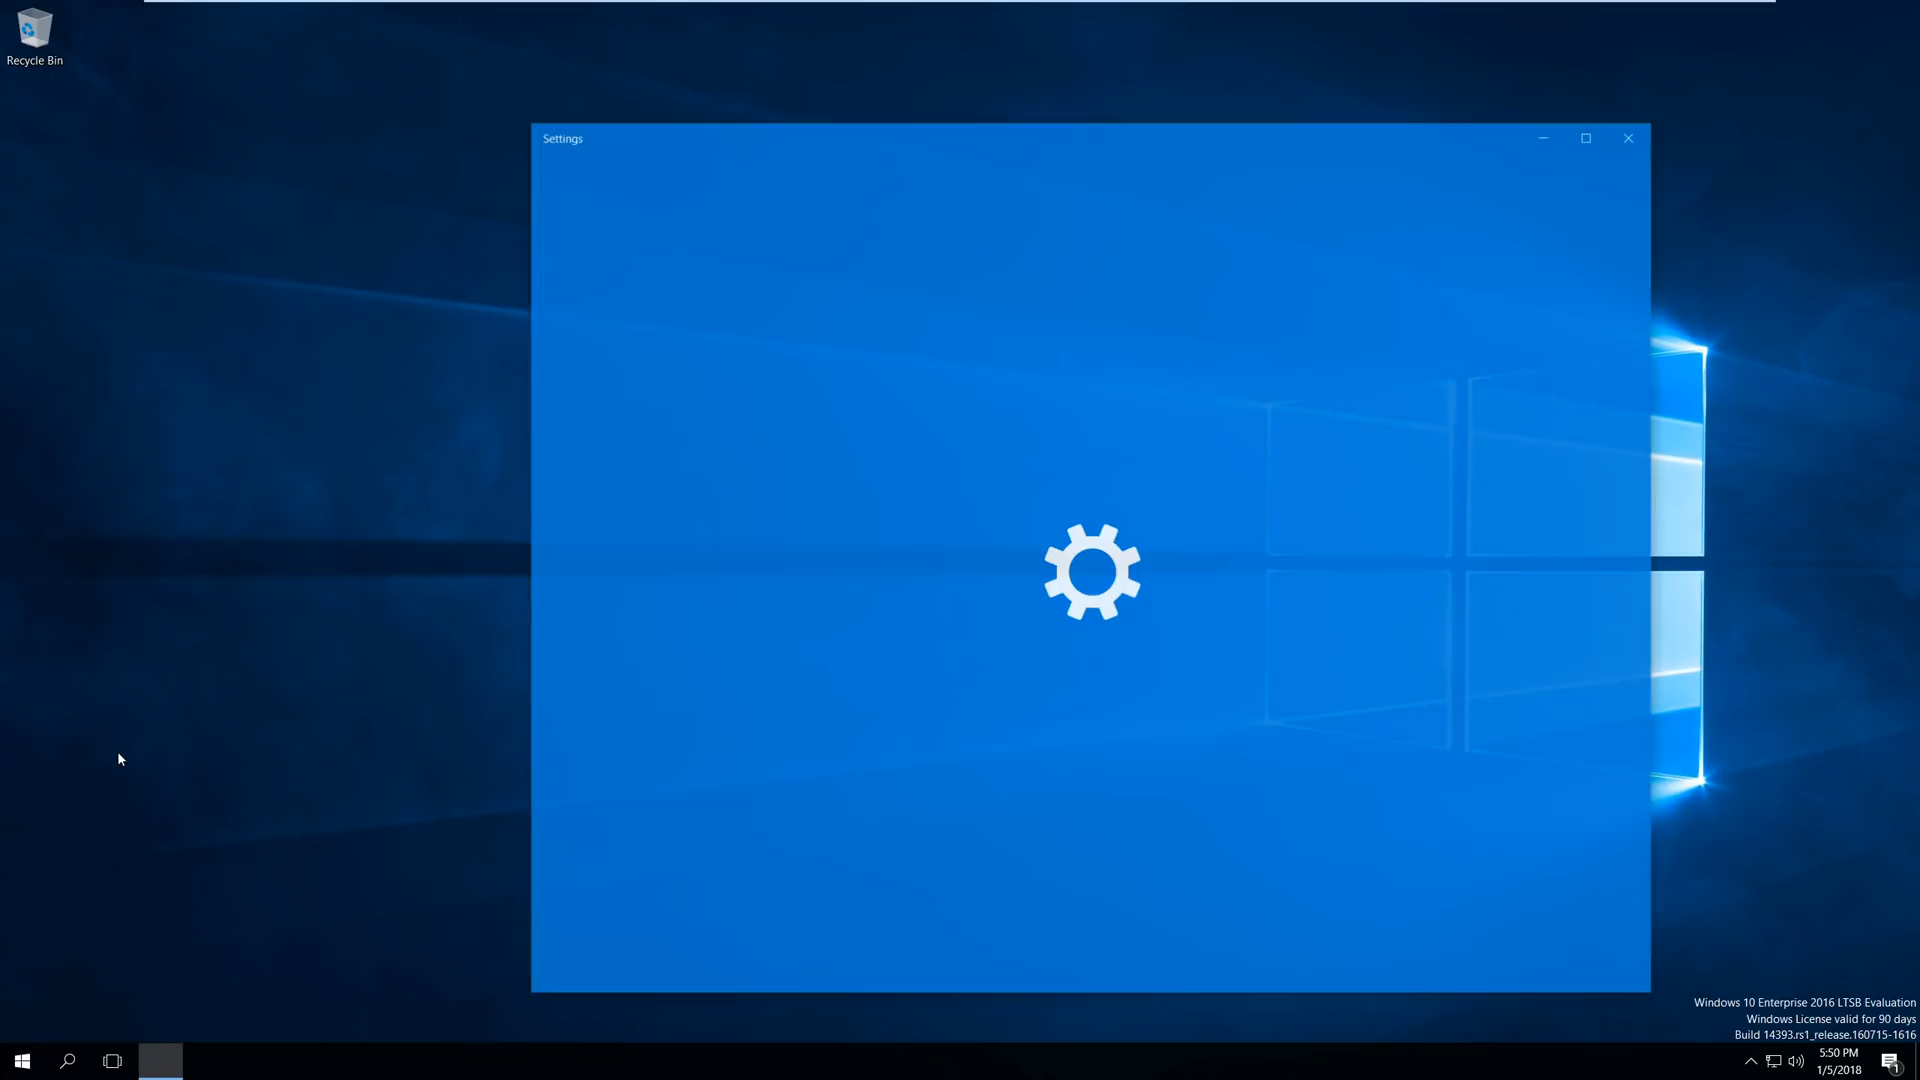 Recycle Bin
Settings
Windows 10 Enterprise 2016 LTSB Evaluation
Windows License valid for 90 days
Build 14393.rs1_release.160715-1616
5:50 PM
1/5/2018
1